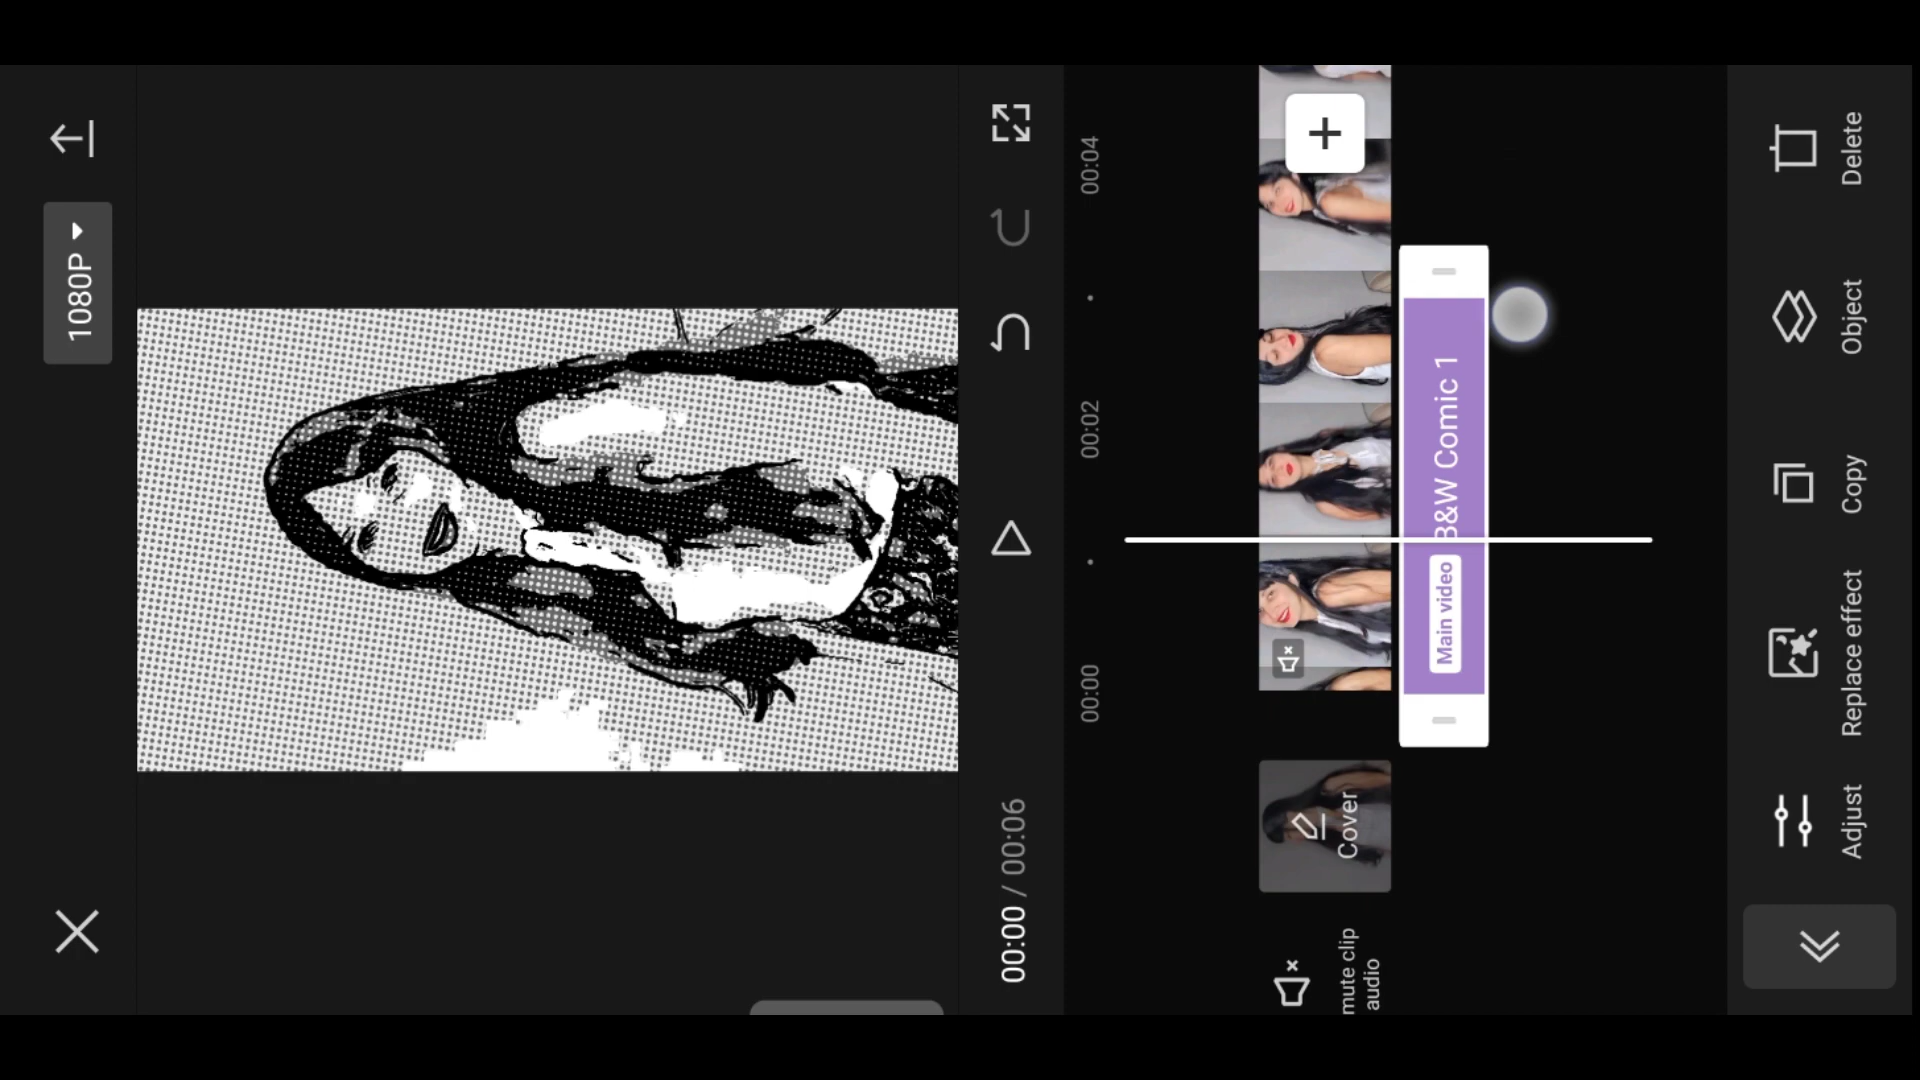 1080P
00:00 / 00:06
00:00
00:02
00:04
mute clip
audio
Cover
Main video
B&W Comic 1
Adjust
Replace effect
Copy
Object
Delete